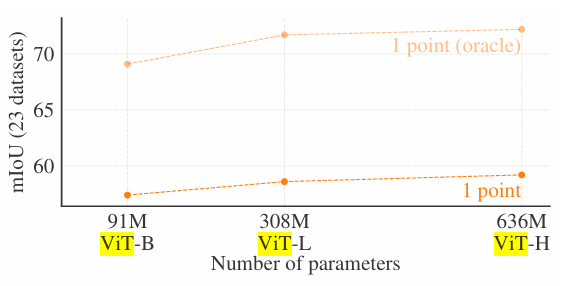 mIoU (23 datasets)
70
65
60
1 point (oracle)
1 point
91M 308M 636M
ViT-B ViT-L ViT-H
Number of parameters